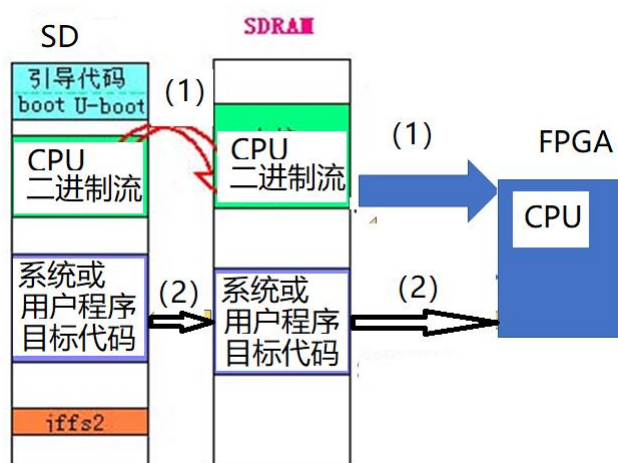 SD
SDRAM
引导代码
boot U-boot
(1)
CPU
二进制流
CPU
二进制流
(1)
FPGA
CPU
系统或
用户程序
目标代码
(2)
系统或
用户程序
目标代码
(2)
jffs2